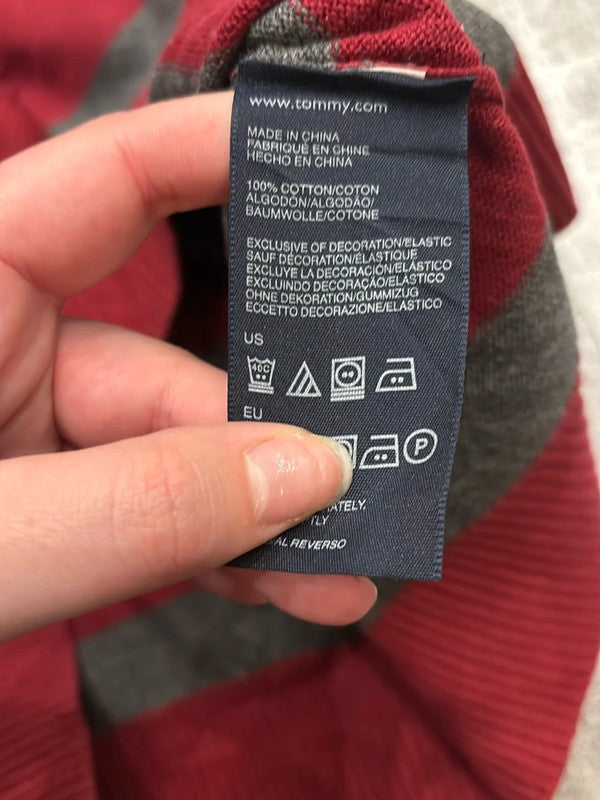 www.tommy.com
MADE IN CHINA
FABRIQUÉ EN CHINE
HECHO EN CHINA
100% COTTON/COTON
ALGODÓN/ALGODÃO/
BAUMWOLLE/COTONE
EXCLUSIVE OF DECORATION/ELASTIC
SAUF DÉCORATION/ÉLASTIQUE
EXCLUYE LA DECORACIÓN/ELÁSTICO
EXCLUINDO DECORAÇÃO/ELÁSTICO
OHNE DEKORATION/GUMMIZUG
ECCETTO DECORAZIONE/ELASTICO
US
40C
EU
P
REVERSO